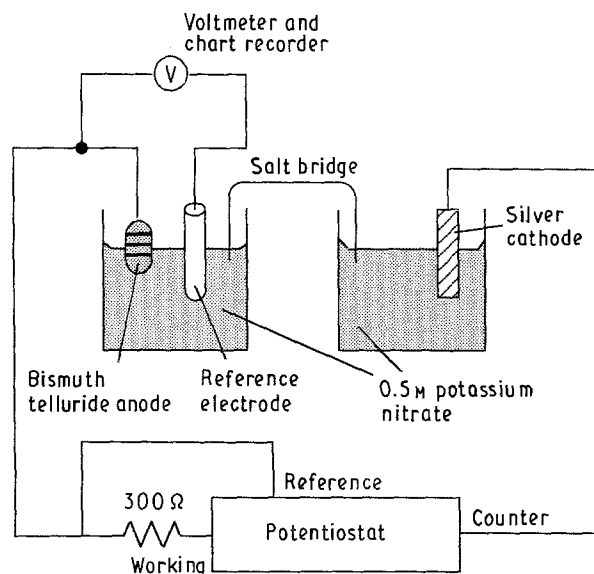 Voltmeter and
chart recorder
V
Salt bridge
Silver
cathode
Bismuth
telluride anode
Reference
electrode
0.5 M potassium
nitrate
Reference
300 Ω
Potentiostat
Counter
Working